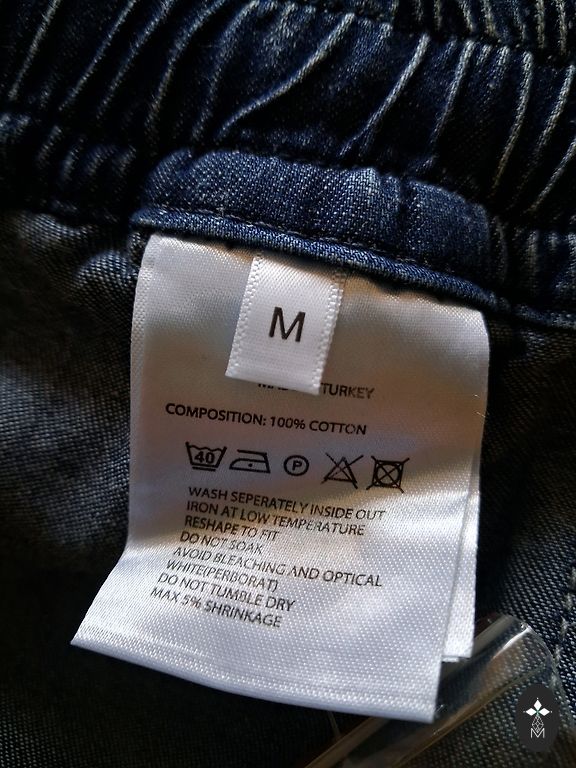 M
TURKEY
COMPOSITION: 100% COTTON
40 P
WASH SEPERATELY INSIDE OUT
IRON AT LOW TEMPERATURE
RESHAPE TO FIT
DO NOT SOAK
AVOID BLEACHING AND OPTICAL
WHITE(PERBORAT)
DO NOT TUMBLE DRY
MAX 5% SHRINKAGE
M